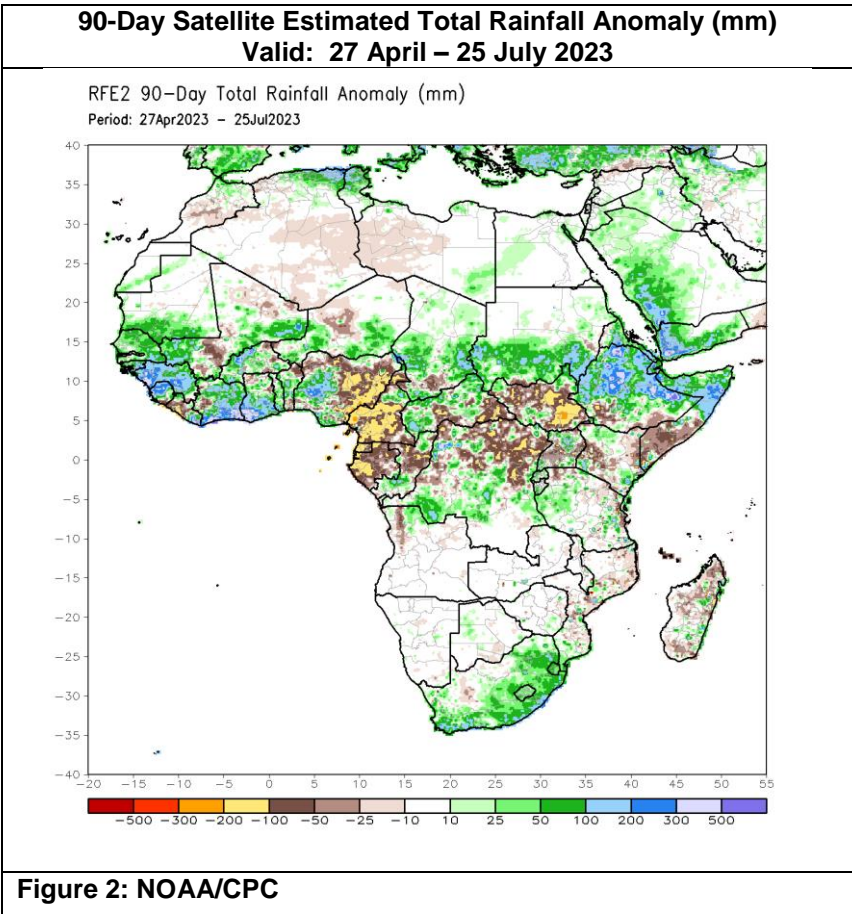 90-Day Satellite Estimated Total Rainfall Anomaly (mm)
Valid: 27 April – 25 July 2023
RFE2 90-Day Total Rainfall Anomaly (mm)
Period: 27Apr2023 – 25Jul2023
40
35
30
25
20
15
10
5
0
-5
-10
-15
-20
-25
-30
-35
-40
-20 -15 -10 -5 0 5 10 15 20 25 30 35 40 45 50 55
-500 -300 -200 -100 -50 -25 -10 10 25 50 100 200 300 500
Figure 2: NOAA/CPC